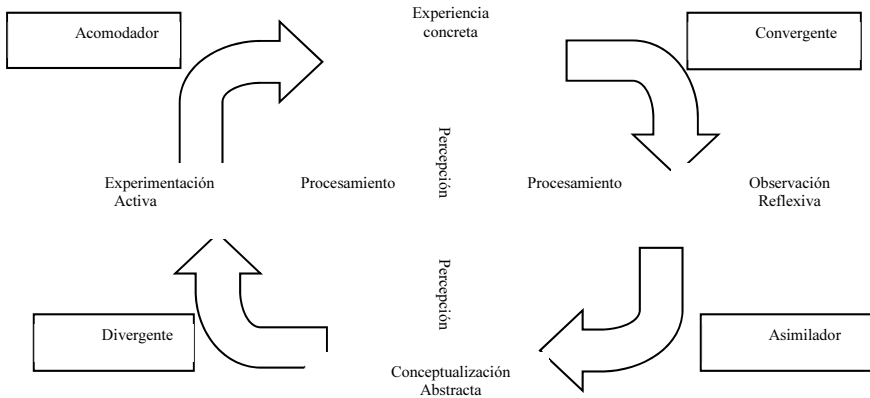 Acomodador
Experiencia
concreta
Convergente
Percepción
Experimentación
Activa
Procesamiento
Procesamiento
Observación
Reflexiva
Percepción
Divergente
Asimilador
Conceptualización
Abstracta